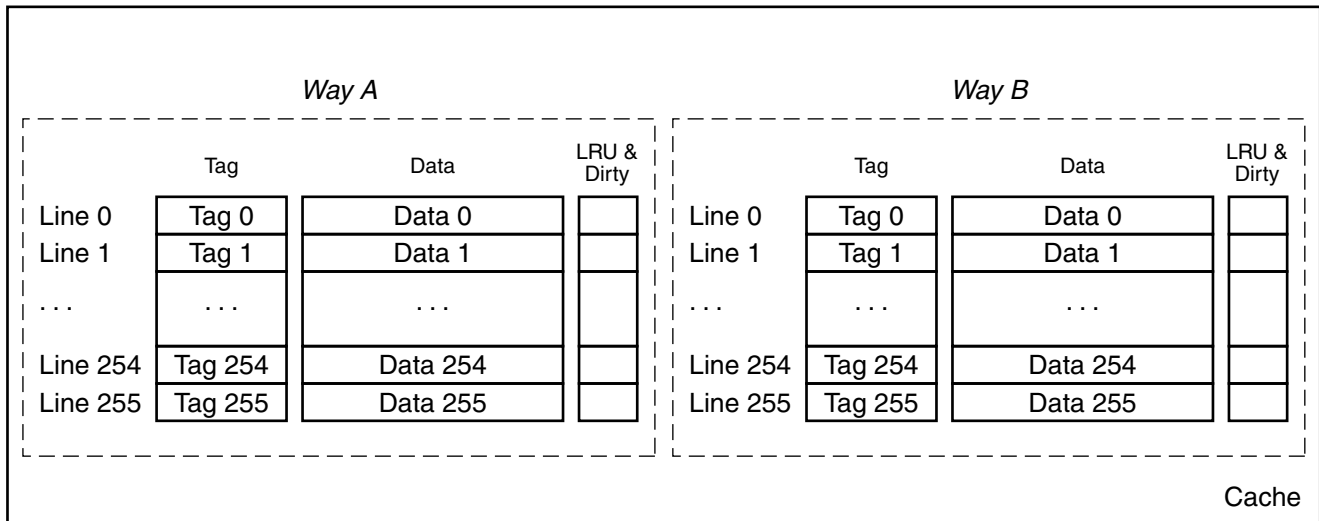 Way A
Tag Data LRU & Dirty
Line 0 Tag 0 Data 0
Line 1 Tag 1 Data 1
. . . . . . . . .
Line 254 Tag 254 Data 254
Line 255 Tag 255 Data 255
Way B
Tag Data LRU & Dirty
Line 0 Tag 0 Data 0
Line 1 Tag 1 Data 1
. . . . . . . . .
Line 254 Tag 254 Data 254
Line 255 Tag 255 Data 255
Cache